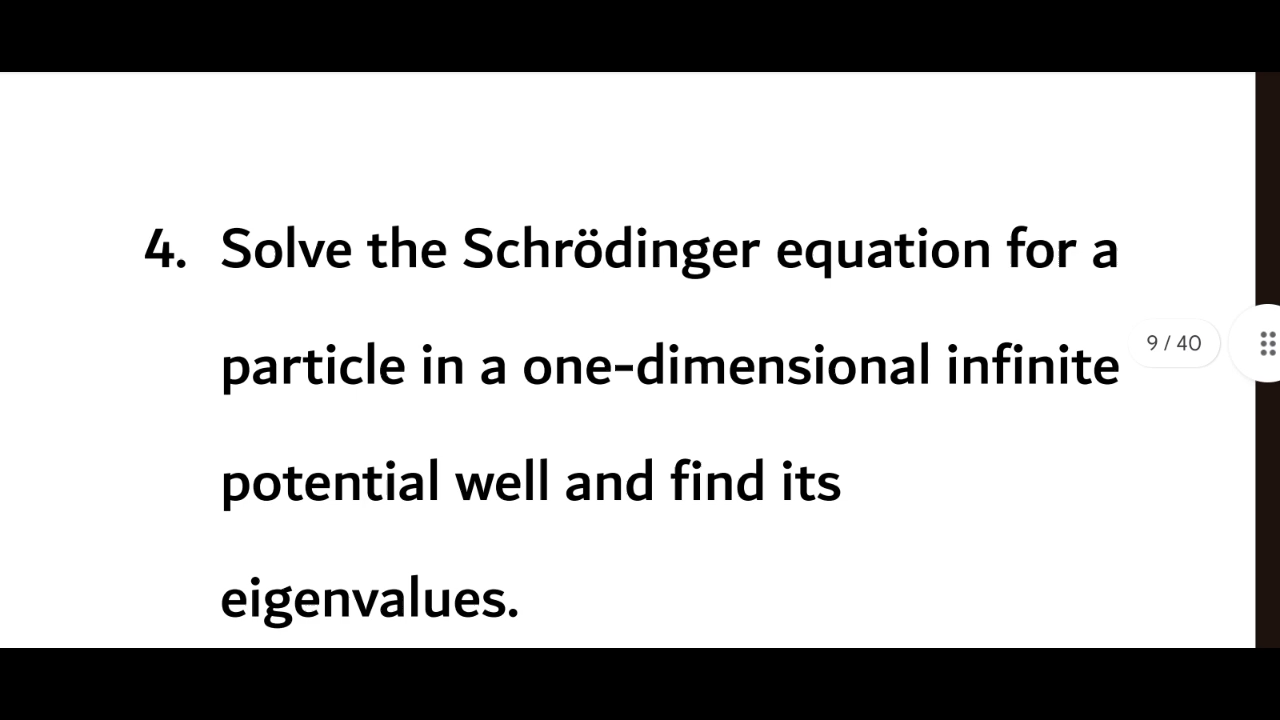 4. Solve the Schrödinger equation for a
particle in a one-dimensional infinite
9 / 40
potential well and find its
eigenvalues.